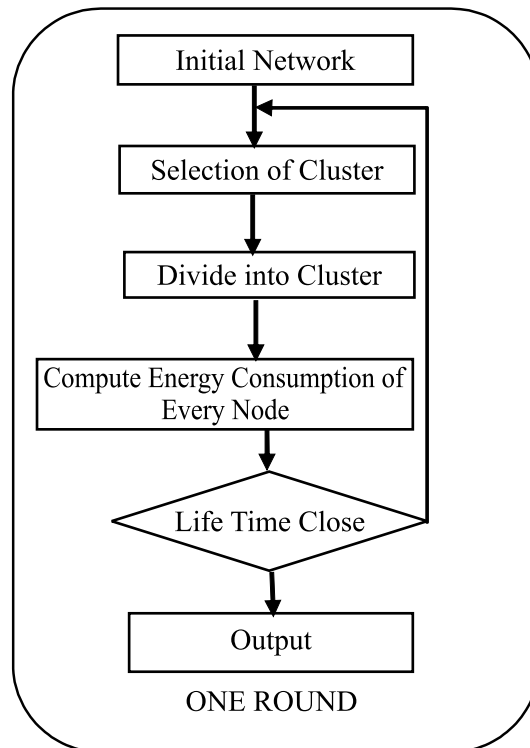 Initial Network
Selection of Cluster
Divide into Cluster
Compute Energy Consumption of
Every Node
Life Time Close
Output
ONE ROUND